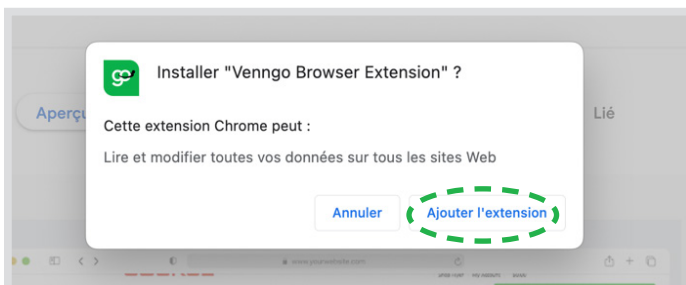 Installer "Venngo Browser Extension" ?
Aperçu
Lié
Cette extension Chrome peut :
Lire et modifier toutes vos données sur tous les sites Web
Annuler
Ajouter l'extension
www.yourwebsite.com